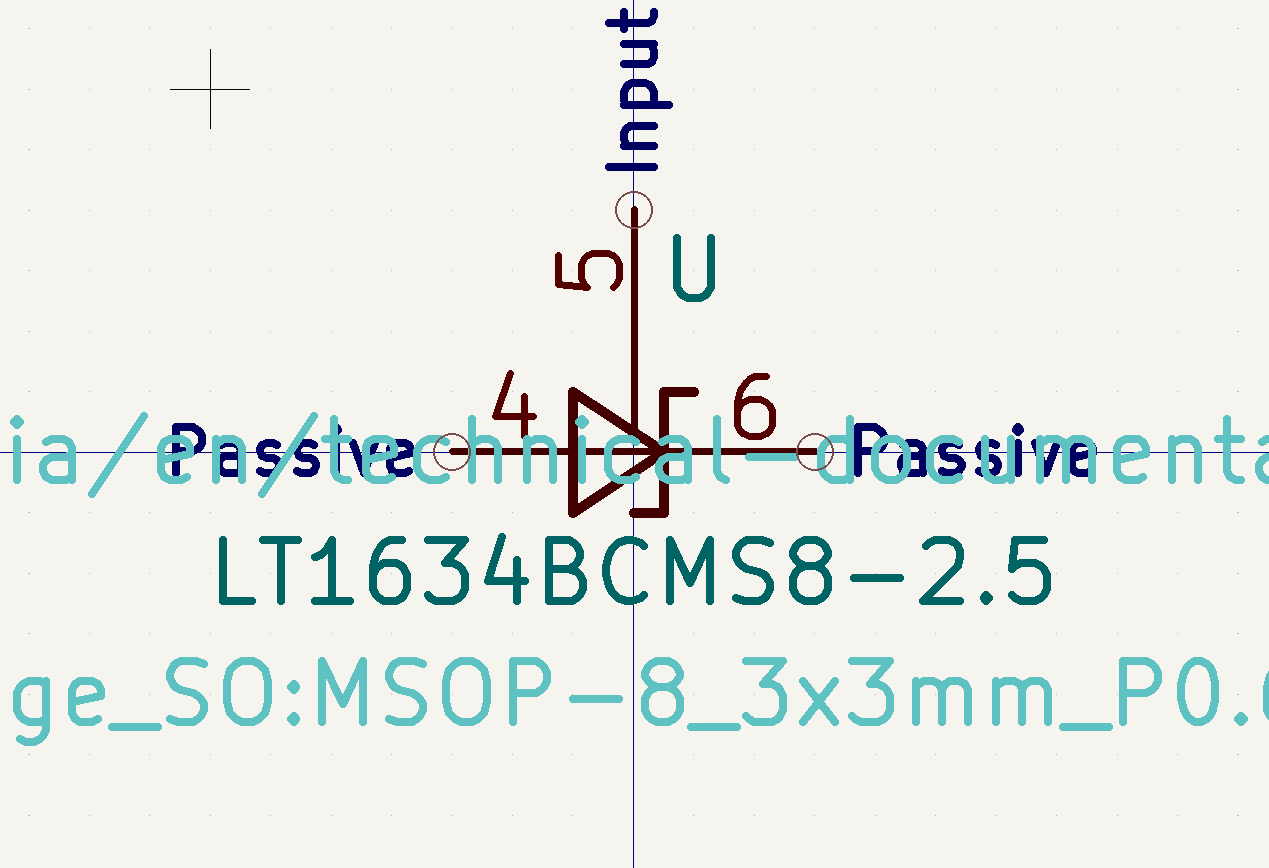 Input
5
U
4
6
ia/en/technical-documenta
Passive
Passive
LT1634BCMS8-2.5
ge_SO:MSOP-8_3x3mm_P0.